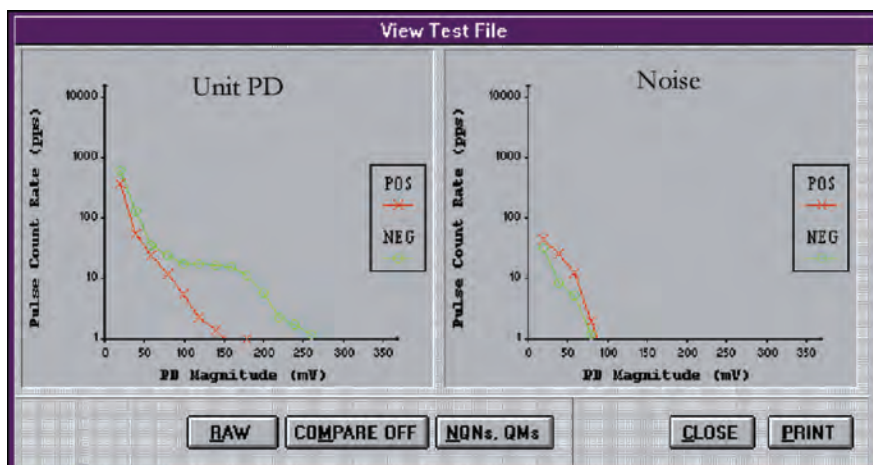 View Test File
Unit PD
Pulse Count Rate (pps)
10000
1000
100
10
1
0 50 100 150 200 250 300 350
PD Magnitude (mV)
POS
NEG
Noise
Pulse Count Rate (pps)
10000
1000
100
10
1
0 50 100 150 200 250 300 350
PD Magnitude (mV)
POS
NEG
RAW COMPARE OFF NQNs, QMs CLOSE PRINT